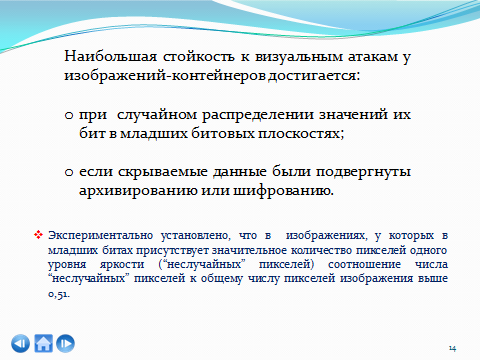 Наибольшая стойкость к визуальным атакам у
изображений-контейнеров достигается:
o при случайном распределении значений их
бит в младших битовых плоскостях;
o если скрываемые данные были подвергнуты
архивированию или шифрованию.
❖ Экспериментально установлено, что в изображениях, у которых в
младших битах присутствует значительное количество пикселей одного
уровня яркости (“неслучайных” пикселей) соотношение числа
“неслучайных” пикселей к общему числу пикселей изображения выше
0,51.
14